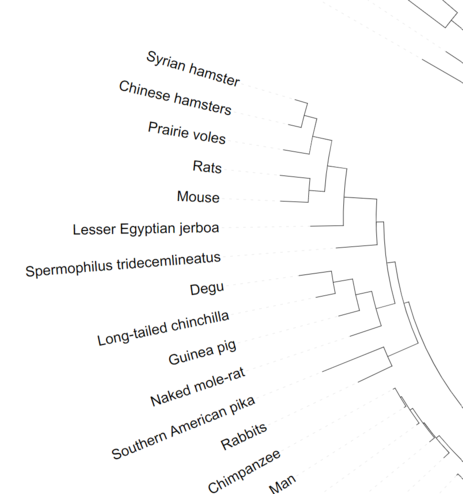 Syrian hamster
Chinese hamsters
Prairie voles
Rats
Mouse
Lesser Egyptian jerboa
Spermophilus tridecemlineatus
Degu
Long-tailed chinchilla
Guinea pig
Naked mole-rat
Southern American pika
Rabbits
Chimpanzee
Man